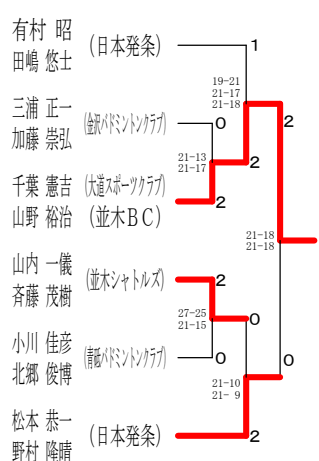 有村 昭
田嶋 悠士
(日本発条)
1
19-21
21-17
21-18
三浦 正一
加藤 崇弘
(金沢バドミントンクラブ)
0
2
21-13
21-17
2
千葉 憲吉
山野 裕治
(大道スポーツクラブ)
(並木BC)
2
21-18
21-18
山内 一儀
斉藤 茂樹
(並木シャトルズ)
2
27-25
21-15
0
小川 佳彦
北郷 俊博
(青砥バドミントンクラブ)
0
0
21-10
21- 9
松本 恭一
野村 隆晴
(日本発条)
2